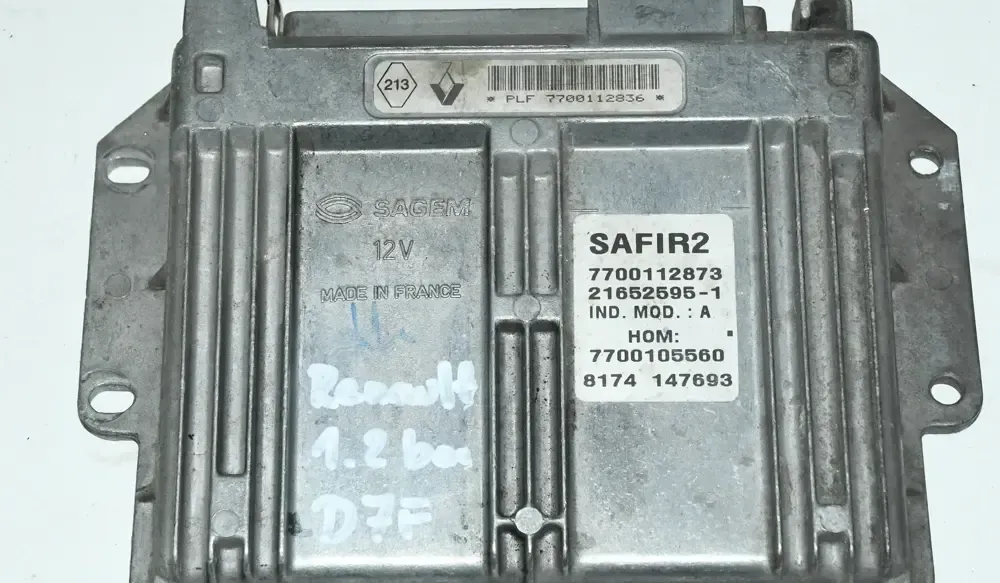 213
* PLF 7700112836 *
SAGEM
12V
MADE IN FRANCE
Renault
1.2 ben
D7F
SAFIR2
7700112873
21652595-1
IND. MOD. : A
HOM:
7700105560
8174 147693